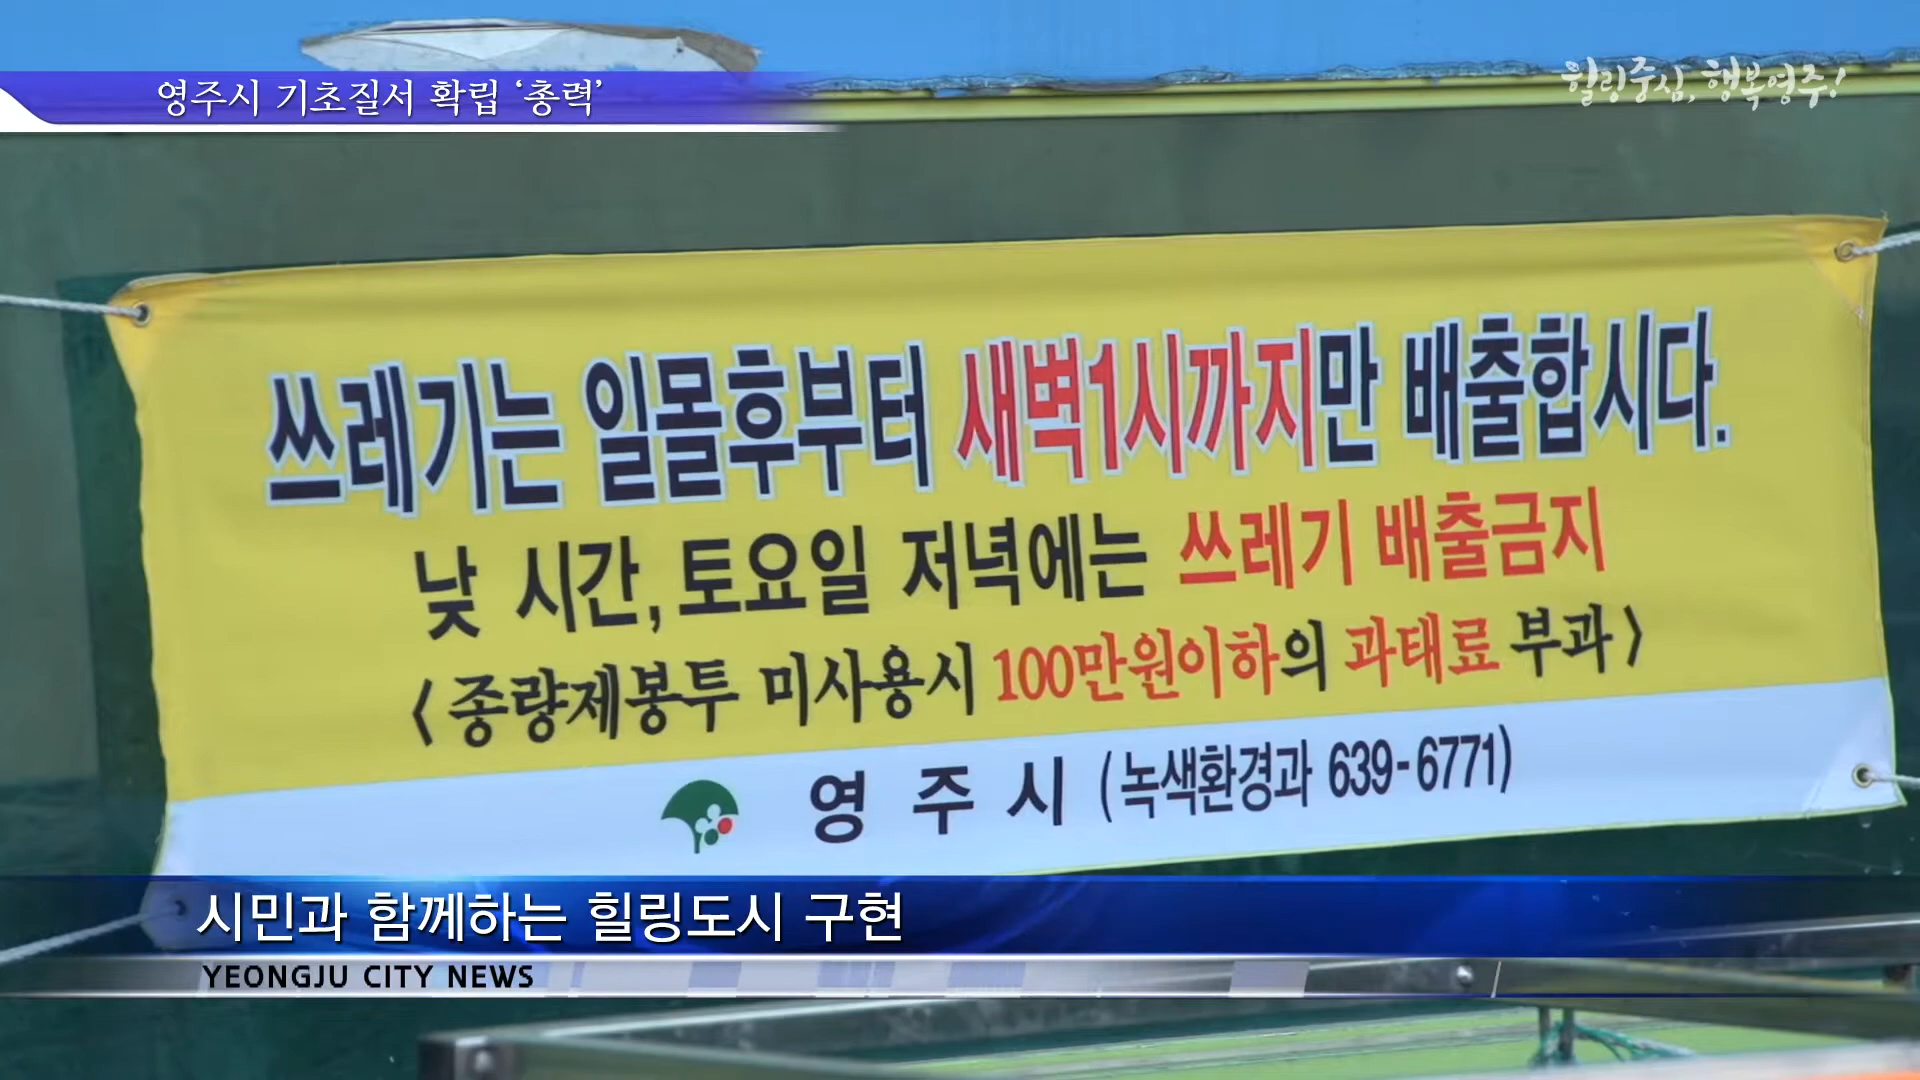 영주시 기초질서 확립 ‘총력’
힐링중심, 행복영주!
쓰레기는 일몰후부터 새벽1시까지만 배출합시다.
낮 시간, 토요일 저녁에는 쓰레기 배출금지
<종량제봉투 미사용시 100만원이하의 과태료 부과>
영 주 시 (녹색환경과 639-6771)
시민과 함께하는 힐링도시 구현
YEONGJU CITY NEWS